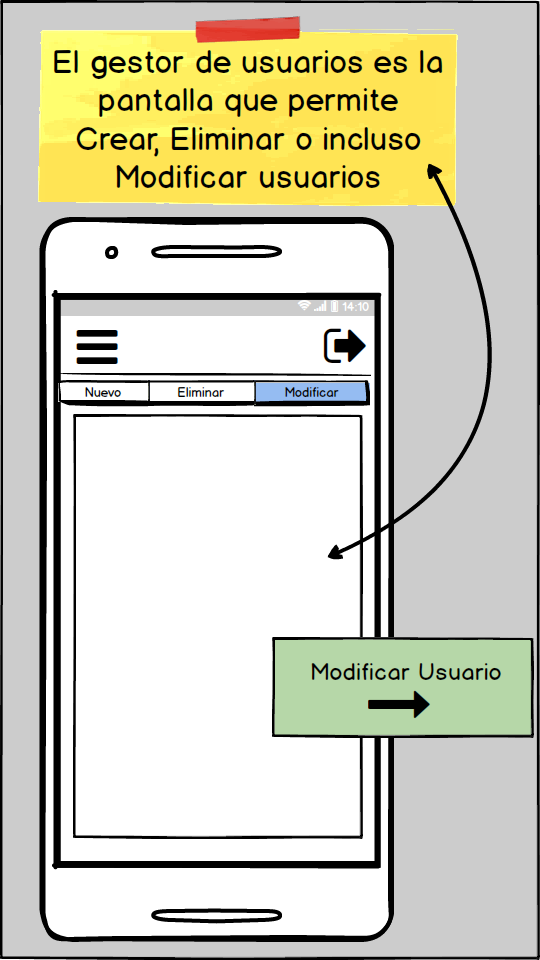 El gestor de usuarios es la
pantalla que permite
Crear, Eliminar o incluso
Modificar usuarios
14:10
Nuevo Eliminar Modificar
Modificar Usuario